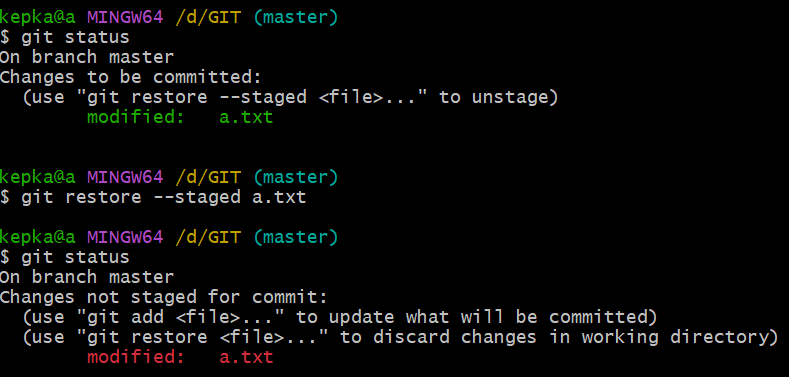 kepka@a MINGW64 /d/GIT (master)
$ git status
On branch master
Changes to be committed:
  (use "git restore --staged <file>..." to unstage)
        modified:   a.txt
kepka@a MINGW64 /d/GIT (master)
$ git restore --staged a.txt
kepka@a MINGW64 /d/GIT (master)
$ git status
On branch master
Changes not staged for commit:
  (use "git add <file>..." to update what will be committed)
  (use "git restore <file>..." to discard changes in working directory)
        modified:   a.txt